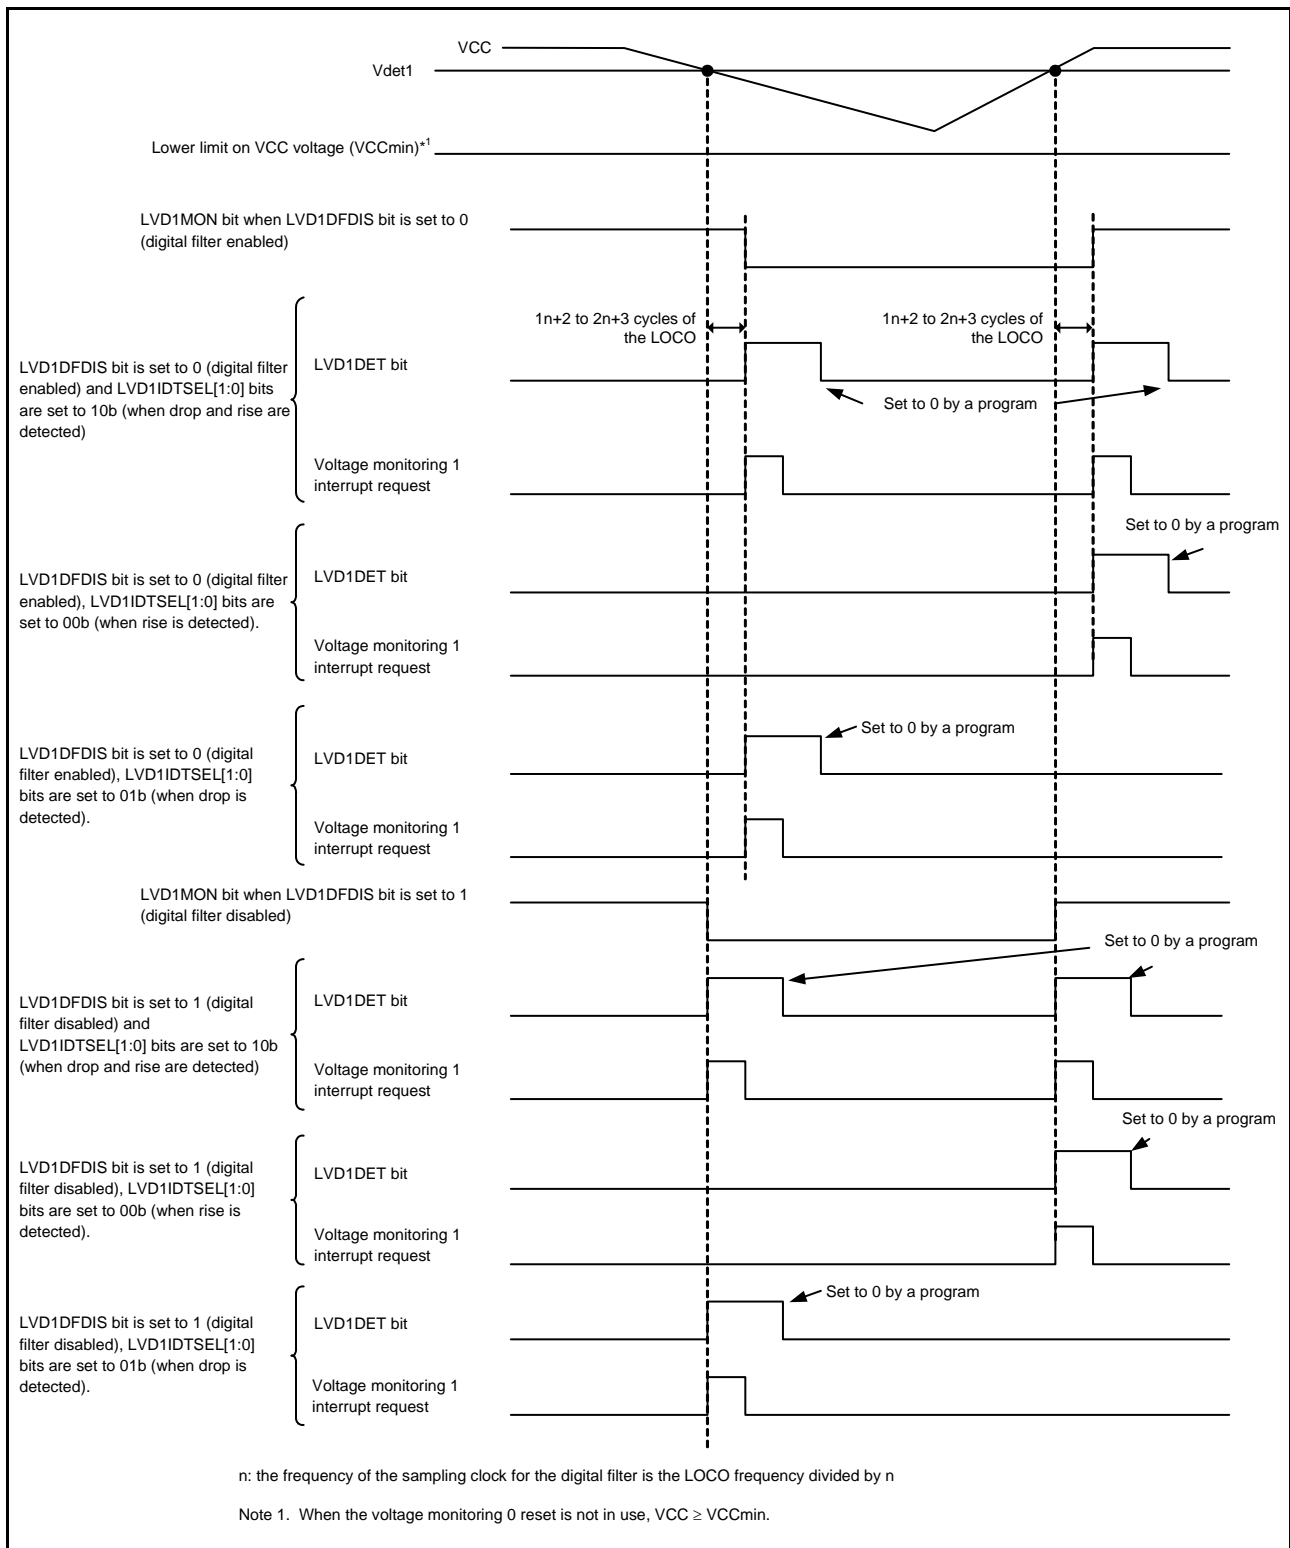 VCC
Vdet1
Lower limit on VCC voltage (VCCmin)*1
LVD1MON bit when LVD1DFDIS bit is set to 0
(digital filter enabled)
1n+2 to 2n+3 cycles of
the LOCO
1n+2 to 2n+3 cycles of
the LOCO
LVD1DFDIS bit is set to 0 (digital filter
enabled) and LVD1IDTSEL[1:0] bits
are set to 10b (when drop and rise are
detected)
LVD1DET bit
Set to 0 by a program
Voltage monitoring 1
interrupt request
Set to 0 by a program
LVD1DFDIS bit is set to 0 (digital filter
enabled), LVD1IDTSEL[1:0] bits are
set to 00b (when rise is detected).
LVD1DET bit
Voltage monitoring 1
interrupt request
Set to 0 by a program
LVD1DFDIS bit is set to 0 (digital
filter enabled), LVD1IDTSEL[1:0]
bits are set to 01b (when drop is
detected).
LVD1DET bit
Voltage monitoring 1
interrupt request
LVD1MON bit when LVD1DFDIS bit is set to 1
(digital filter disabled)
Set to 0 by a program
LVD1DFDIS bit is set to 1 (digital
filter disabled) and
LVD1IDTSEL[1:0] bits are set to 10b
(when drop and rise are detected)
LVD1DET bit
Voltage monitoring 1
interrupt request
Set to 0 by a program
LVD1DFDIS bit is set to 1 (digital
filter disabled), LVD1IDTSEL[1:0]
bits are set to 00b (when rise is
detected).
LVD1DET bit
Voltage monitoring 1
interrupt request
Set to 0 by a program
LVD1DFDIS bit is set to 1 (digital
filter disabled), LVD1IDTSEL[1:0]
bits are set to 01b (when drop is
detected).
LVD1DET bit
Voltage monitoring 1
interrupt request
n: the frequency of the sampling clock for the digital filter is the LOCO frequency divided by n
Note 1. When the voltage monitoring 0 reset is not in use, VCC ≥ VCCmin.